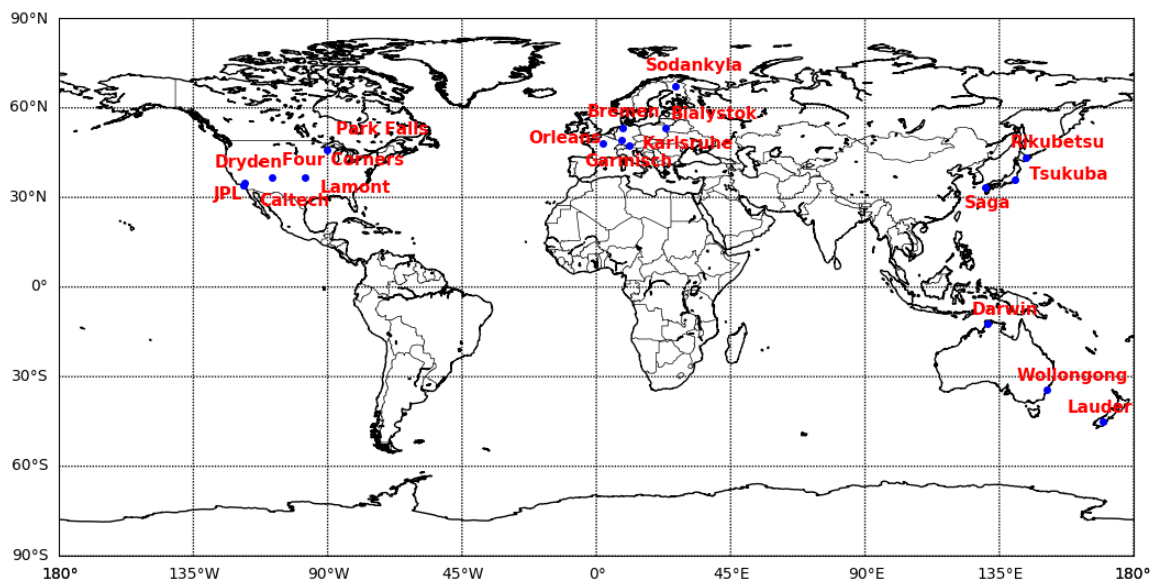 90°N
Sodankyla
60°N
Bremen
Bialystok
Park Falls
Orleans
Karlsruhe
Rikubetsu
Dryden
Four Corners
Garmisch
Tsukuba
JPL
Caltech
Lamont
Saga
30°N
0°
Darwin
30°S
Wollongong
Lauder
60°S
90°S
180°
135°W
90°W
45°W
0°
45°E
90°E
135°E
180°